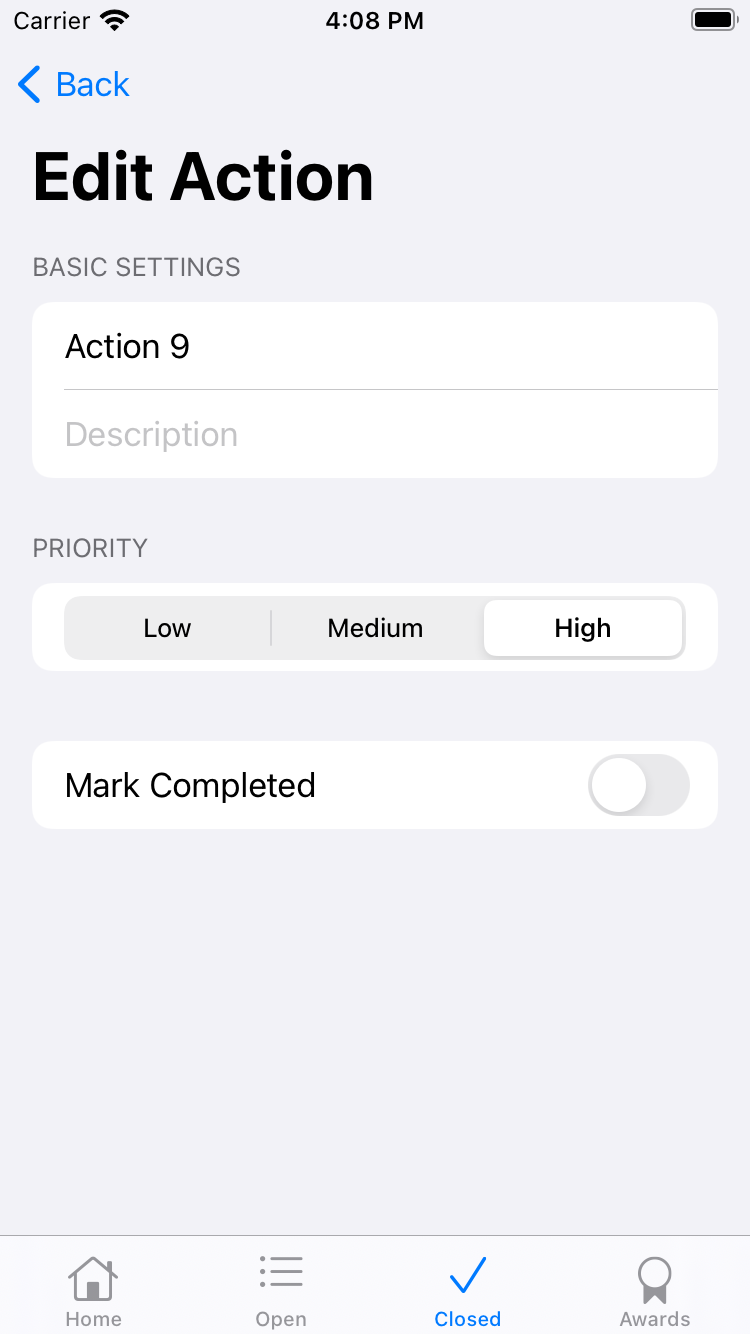 Carrier 4:08 PM
Back
Edit Action
BASIC SETTINGS
Action 9
Description
PRIORITY
Low Medium High
Mark Completed
Home Open Closed Awards